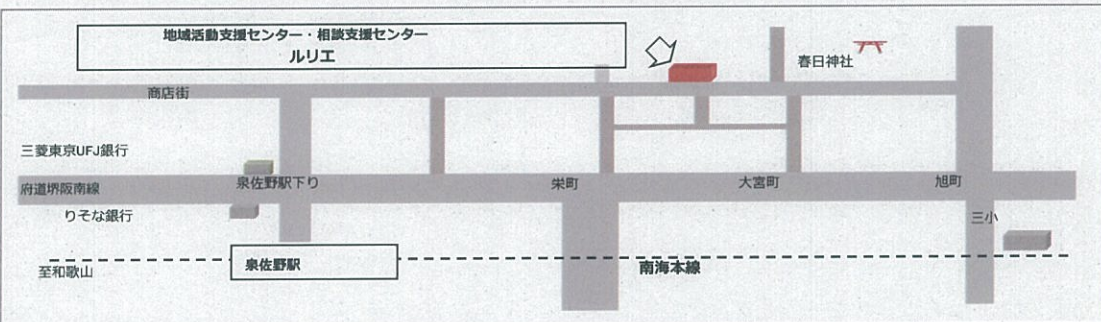 地域活動支援センター・相談支援センター
ルリエ
春日神社
商店街
三菱東京UFJ銀行
府道堺阪南線
泉佐野駅下り
栄町
大宮町
旭町
りそな銀行
三小
至和歌山
泉佐野駅
南海本線